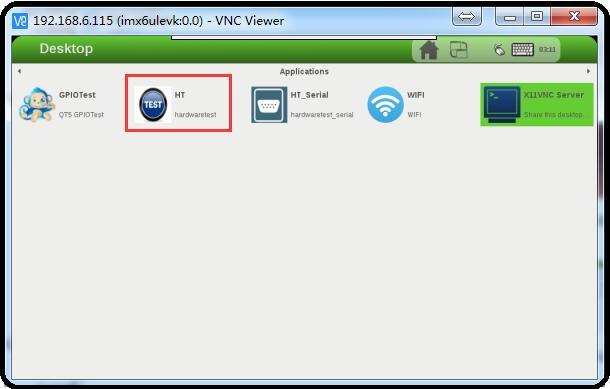 192.168.6.115 (imx6ulevk:0.0) - VNC Viewer
Desktop
03:11
Applications
GPIOTest
QT5 GPIOTest
TEST
HT
hardwaretest
HT_Serial
hardwaretest_serial
WIFI
WIFI
X11VNC Server
Share this desktop...